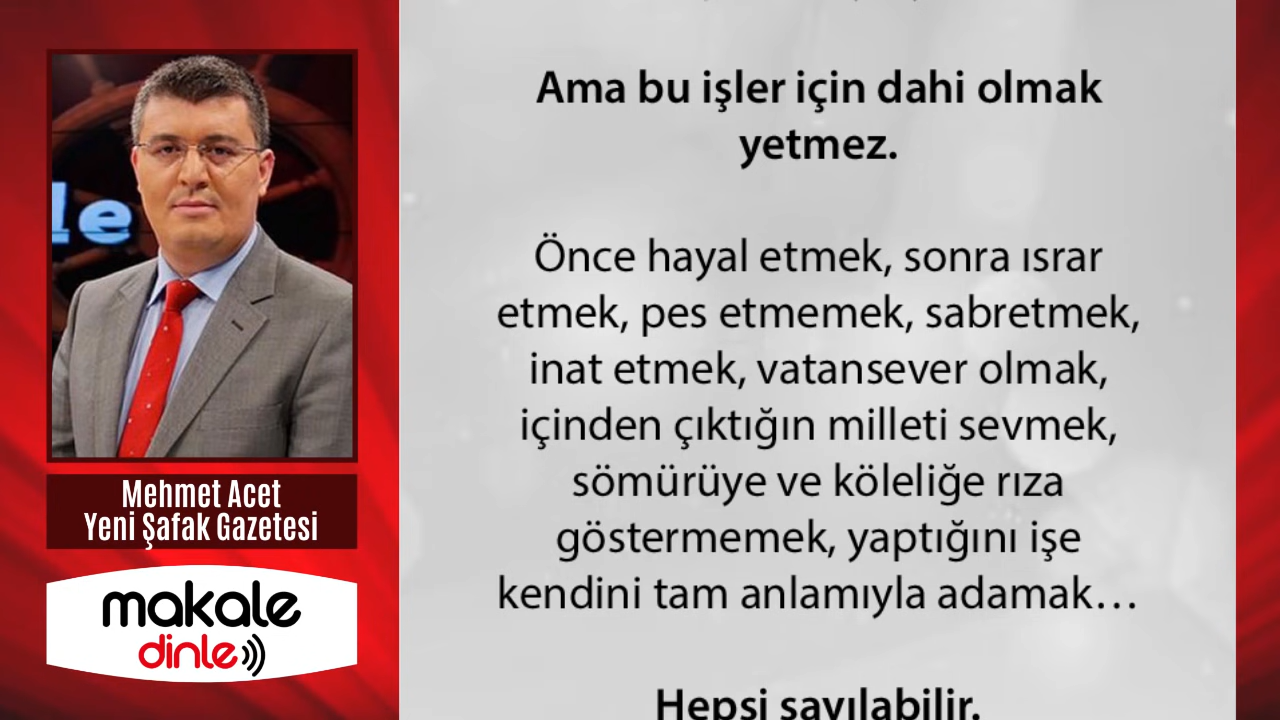 le
Mehmet Acet
Yeni Şafak Gazetesi
makale
dinle
Ama bu işler için dahi olmak
yetmez.
Önce hayal etmek, sonra ısrar
etmek, pes etmemek, sabretmek,
inat etmek, vatansever olmak,
içinden çıktığın milleti sevmek,
sömürüye ve köleliğe rıza
göstermemek, yaptığını işe
kendini tam anlamıyla adamak…
Hepsi sayılabilir.